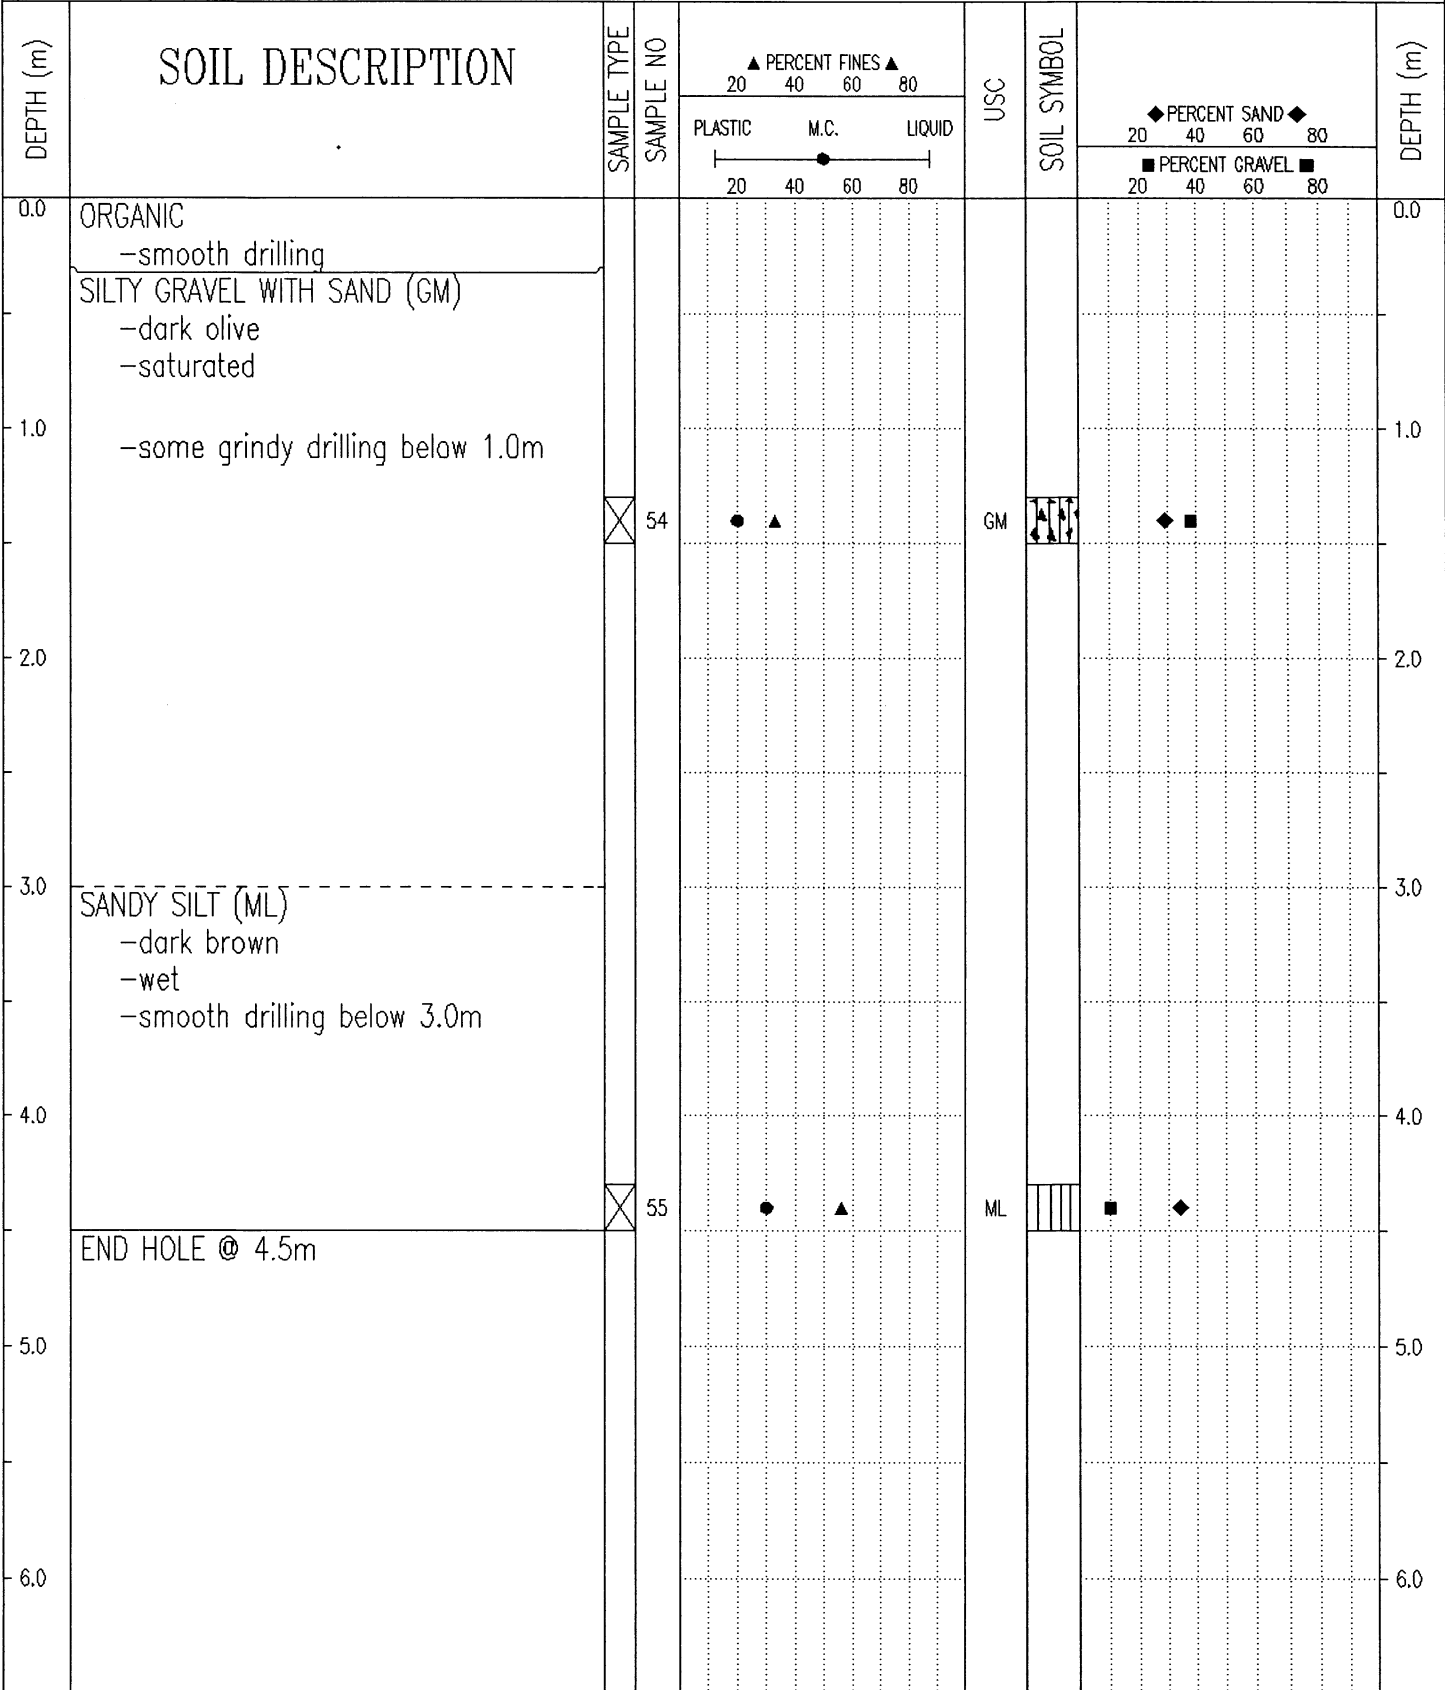 DEPTH (m)
SOIL DESCRIPTION
SAMPLE TYPE
SAMPLE NO
▲ PERCENT FINES ▲
20 40 60 80
PLASTIC M.C. LIQUID
20 40 60 80
USC
SOIL SYMBOL
◆ PERCENT SAND ◆
20 40 60 80
■ PERCENT GRAVEL ■
20 40 60 80
DEPTH (m)
0.0 ORGANIC 0.0
-smooth drilling
SILTY GRAVEL WITH SAND (GM)
-dark olive
-saturated
1.0 -some grindy drilling below 1.0m 1.0
54 GM
2.0 2.0
3.0 3.0
SANDY SILT (ML)
-dark brown
-wet
-smooth drilling below 3.0m
4.0 4.0
55 ML
END HOLE @ 4.5m
5.0 5.0
6.0 6.0